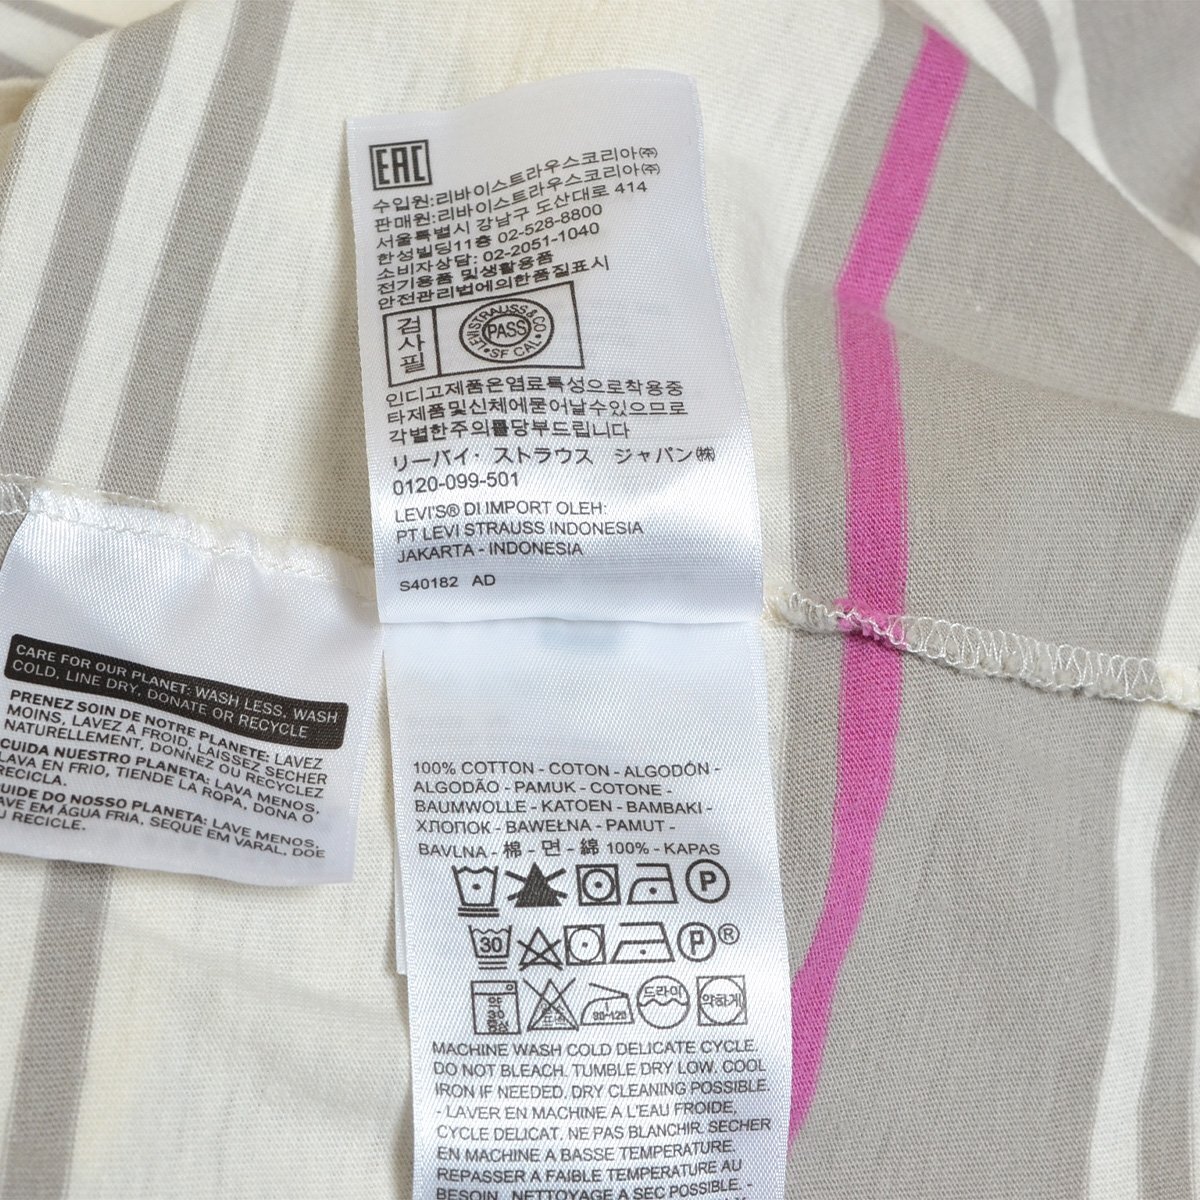 EAC
수입원:리바이스트라우스코리아㈜
판매원:리바이스트라우스코리아㈜
서울특별시 강남구 도산대로 414
한성빌딩11층 02-528-8800
소비자상담: 02-2051-1040
전기용품 및생활용품
안전관리법에의한품질표시
검사필
LEVI STRAUSS & CO
PASS
SF CAL
인디고제품은염료특성으로착용중
타제품및신체에묻어날수있으므로
각별한주의를당부드립니다
リーバイ・ストラウス ジャパン㈱
0120-099-501
LEVI'S® DI IMPORT OLEH:
PT LEVI STRAUSS INDONESIA
JAKARTA - INDONESIA
S40182 AD
CARE FOR OUR PLANET: WASH LESS, WASH
COLD, LINE DRY, DONATE OR RECYCLE
PRENEZ SOIN DE NOTRE PLANETE: LAVEZ
MOINS, LAVEZ À FROID, LAISSEZ SECHER
NATURELLEMENT, DONNEZ OU RECYCLEZ
CUIDA NUESTRO PLANETA: LAVA MENOS,
LAVA EN FRIO, TIENDE LA ROPA, DONA O
RECICLA.
UIDE DO NOSSO PLANETA: LAVE MENOS,
AVE EM ÁGUA FRIA, SEQUE EM VARAL, DOE
U RECICLE.
100% COTTON - COTON - ALGODÓN -
ALGODÃO - PAMUK - COTONE -
BAUMWOLLE - KATOEN - BAMBAKI -
ХЛОПОК - BAWEŁNA - PAMUT -
BAVLNA - 棉 - 면 - 綿 100% - KAPAS
P
30 P ®
약 30 80~120 드라이 약하게
MACHINE WASH COLD DELICATE CYCLE.
DO NOT BLEACH. TUMBLE DRY LOW. COOL
IRON IF NEEDED. DRY CLEANING POSSIBLE.
- LAVER EN MACHINE A L'EAU FROIDE,
CYCLE DELICAT. NE PAS BLANCHIR. SECHER
EN MACHINE A BASSE TEMPERATURE.
REPASSER A FAIBLE TEMPERATURE AU
BESOIN. NETTOYAGE A SEC POSSIBLE. -